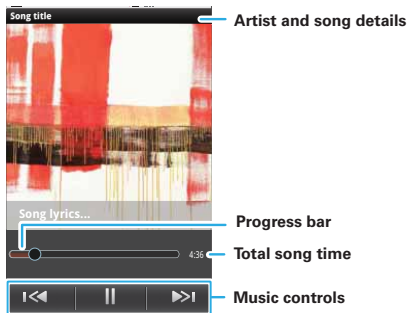 Song title
Artist and song details
Song lyrics...
Progress bar
4:36
Total song time
Music controls